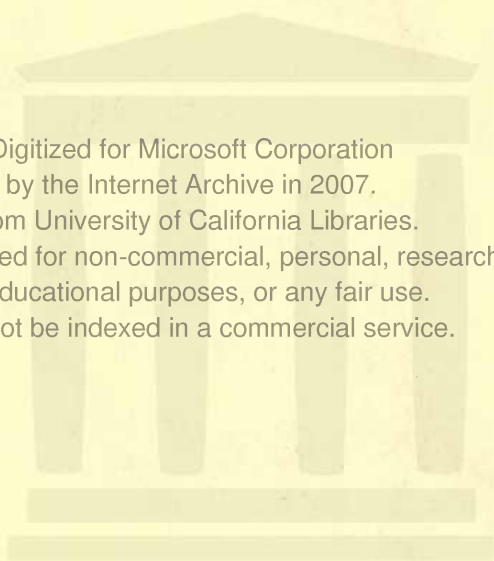 Digitized for Microsoft Corporation
by the Internet Archive in 2007.
om University of California Libraries.
ed for non-commercial, personal, research
ducational purposes, or any fair use.
ot be indexed in a commercial service.